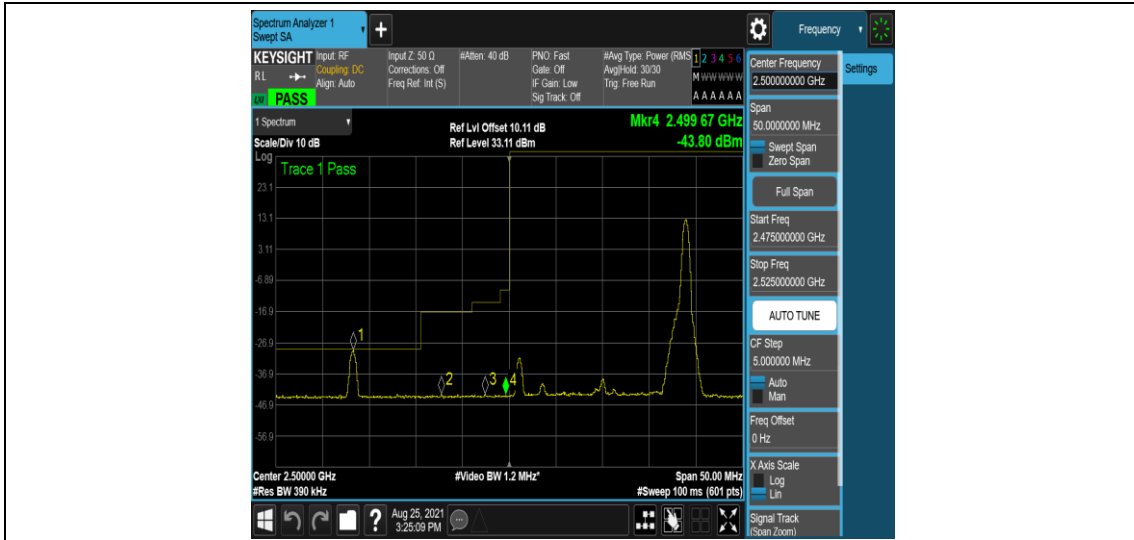 Spectrum Analyzer 1
Swept SA
+
Frequency
KEYSIGHT
RL
PASS
Input: RF
Coupling: DC
Align: Auto
Input Z: 50 Ω
Corrections: Off
Freq Ref: Int (S)
#Atten: 40 dB
PNO: Fast
Gate: Off
IF Gain: Low
Sig Track: Off
#Avg Type: Power (RMS
Avg|Hold: 30/30
Trig: Free Run
1 2 3 4 5 6
M W W W W W
A A A A A A
1 Spectrum
Scale/Div 10 dB
Ref Lvl Offset 10.11 dB
Ref Level 33.11 dBm
Mkr4 2.499 67 GHz
-43.80 dBm
Log
Trace 1 Pass
23.1
13.1
3.11
-6.89
-16.9
-26.9
-36.9
-46.9
-56.9
1
2
3
4
Center 2.50000 GHz
#Res BW 390 kHz
#Video BW 1.2 MHz*
Span 50.00 MHz
#Sweep 100 ms (601 pts)
Center Frequency
2.500000000 GHz
Settings
Span
50.0000000 MHz
Swept Span
Zero Span
Full Span
Start Freq
2.475000000 GHz
Stop Freq
2.525000000 GHz
AUTO TUNE
CF Step
5.000000 MHz
Auto
Man
Freq Offset
0 Hz
X Axis Scale
Log
Lin
Signal Track
(Span Zoom)
?
Aug 25, 2021
3:25:09 PM